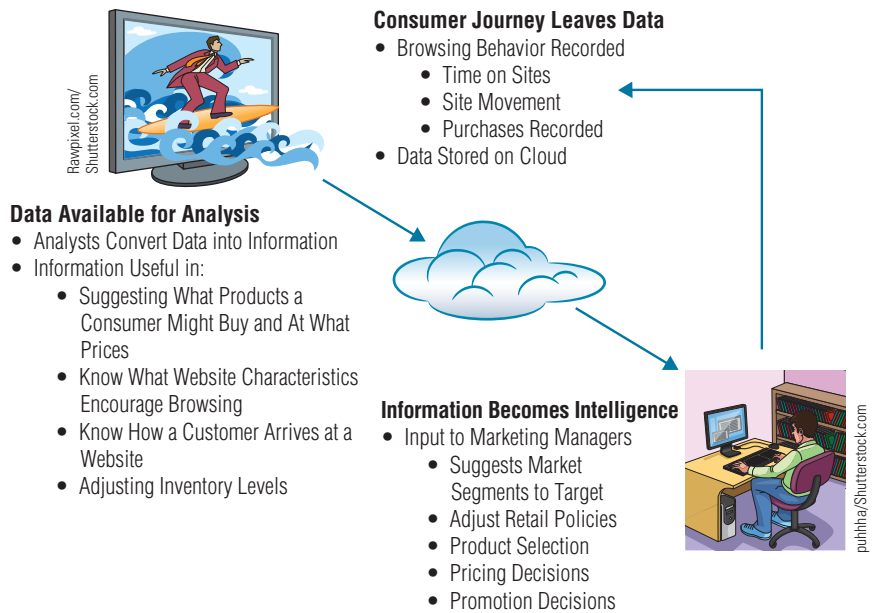 Rawpixel.com/
Shutterstock.com
Consumer Journey Leaves Data
• Browsing Behavior Recorded
• Time on Sites
• Site Movement
• Purchases Recorded
• Data Stored on Cloud
Data Available for Analysis
• Analysts Convert Data into Information
• Information Useful in:
• Suggesting What Products a
Consumer Might Buy and At What
Prices
• Know What Website Characteristics
Encourage Browsing
• Know How a Customer Arrives at a
Website
• Adjusting Inventory Levels
Information Becomes Intelligence
• Input to Marketing Managers
• Suggests Market
Segments to Target
• Adjust Retail Policies
• Product Selection
• Pricing Decisions
• Promotion Decisions
puhhha/Shutterstock.com